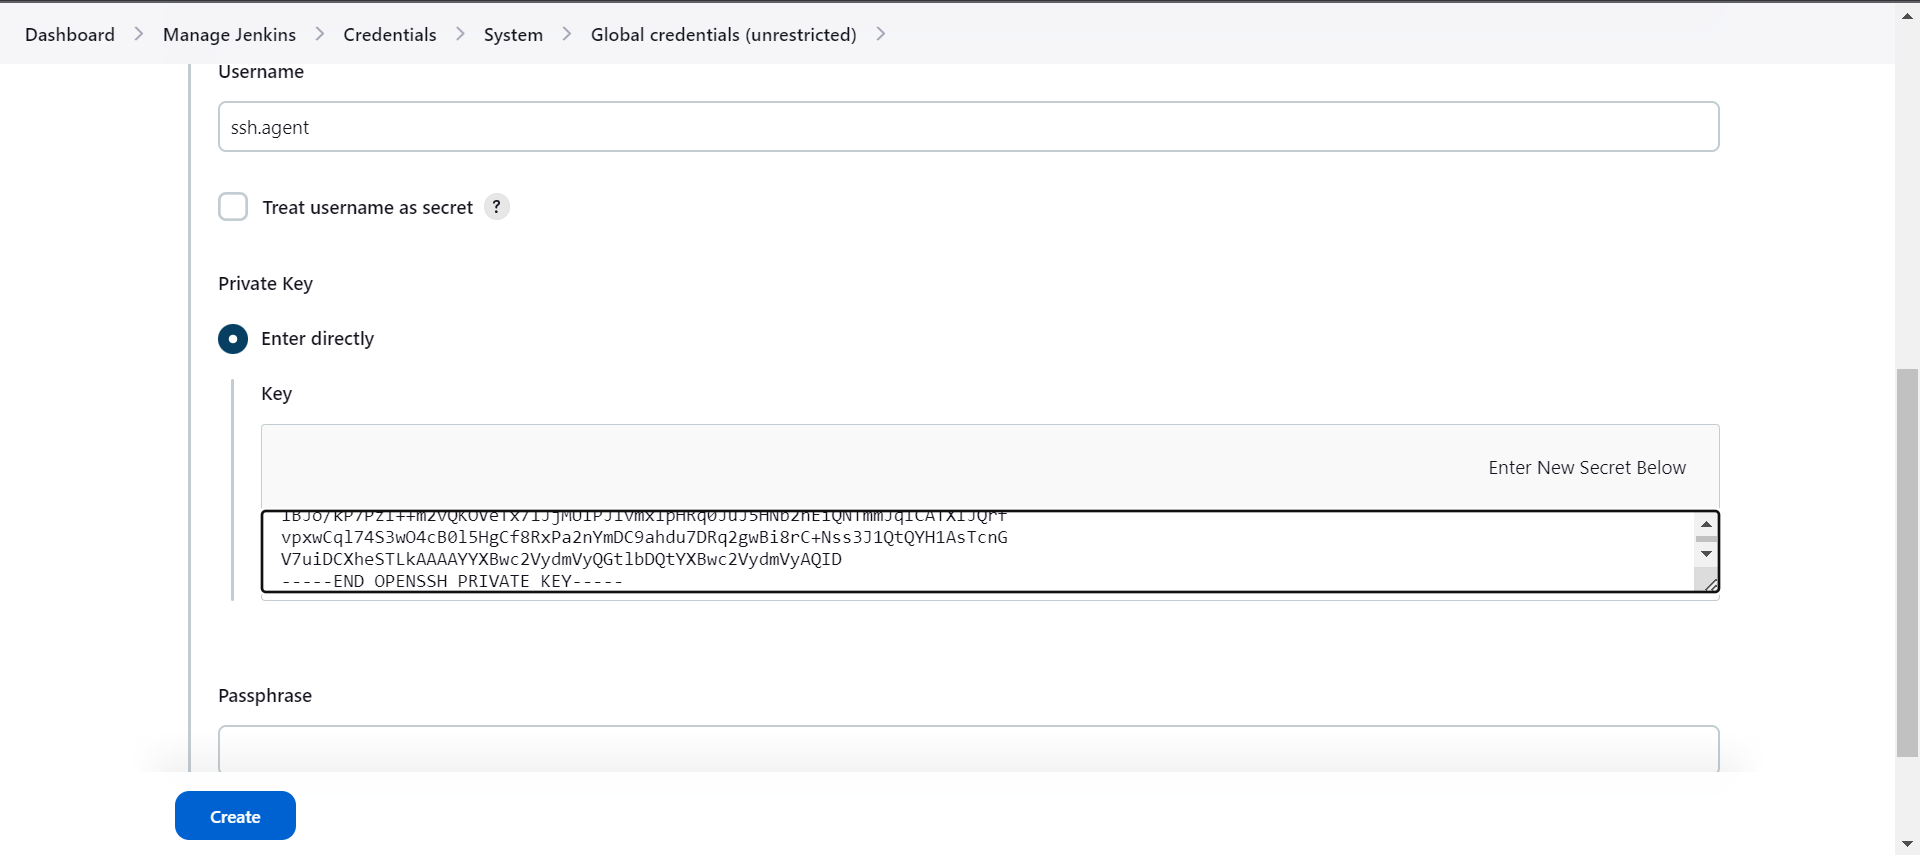 Dashboard > Manage Jenkins > Credentials > System > Global credentials (unrestricted) >
Username
ssh.agent
Treat username as secret ?
Private Key
Enter directly
Key
Enter New Secret Below
vpxwCql74S3wO4cB0l5HgCf8RxPa2nYmDC9ahdu7DRq2gwBi8rC+Nss3J1QtQYH1AsTcnG
V7uiDCXheSTLkAAAAYYXBwc2VydmVyQGtlbDQtYXBwc2VydmVyAQID
-----END OPENSSH PRIVATE KEY-----
Passphrase
Create